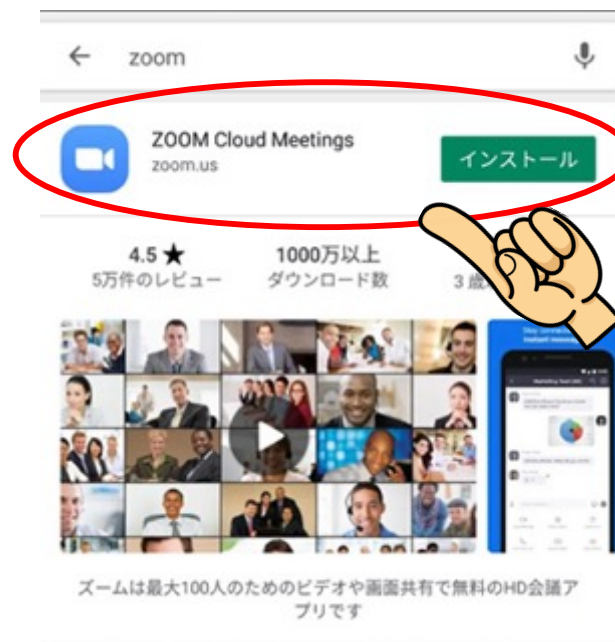 zoom
ZOOM Cloud Meetings
zoom.us
インストール
4.5 ★
1000万以上
5万件のレビュー
ダウンロード数
3 歳
ズームは最大100人のためのビデオや画面共有で無料のHD会議ア
プリです